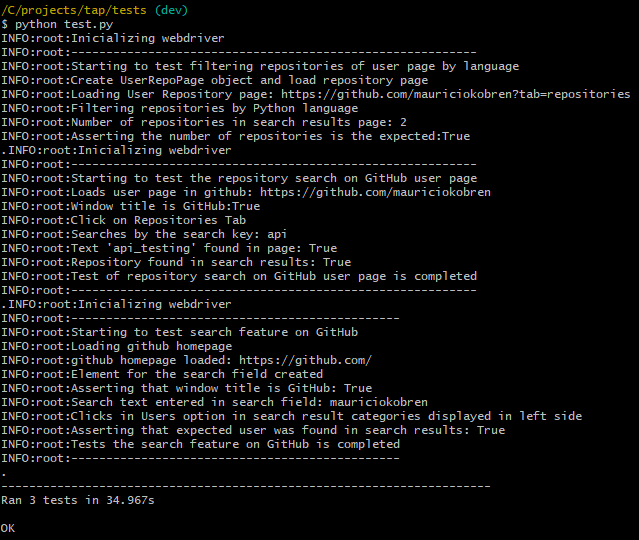 /C/projects/tap/tests (dev)
$ python test.py
INFO:root:Inicializing webdriver
INFO:root:----------------------------------------------------------
INFO:root:Starting to test filtering repositories of user page by language
INFO:root:Create UserRepoPage object and load repository page
INFO:root:Loading User Repository page: https://github.com/mauriciokobren?tab=repositories
INFO:root:Filtering repositories by Python language
INFO:root:Number of repositories in search results page: 2
INFO:root:Asserting the number of repositories is the expected:True
.INFO:root:Inicializing webdriver
INFO:root:----------------------------------------------------------
INFO:root:Starting to test the repository search on GitHub user page
INFO:root:Loads user page in github: https://github.com/mauriciokobren
INFO:root:Window title is GitHub:True
INFO:root:Click on Repositories Tab
INFO:root:Searches by the search key: api
INFO:root:Text 'api_testing' found in page: True
INFO:root:Repository found in search results: True
INFO:root:Test of repository search on GitHub user page is completed
INFO:root:----------------------------------------------------------
.INFO:root:Inicializing webdriver
INFO:root:-----------------------------------------------
INFO:root:Starting to test search feature on GitHub
INFO:root:Loading github homepage
INFO:root:github homepage loaded: https://github.com/
INFO:root:Element for the search field created
INFO:root:Asserting that window title is GitHub: True
INFO:root:Search text entered in search field: mauriciokobren
INFO:root:Clicks in Users option in search result categories displayed in left side
INFO:root:Asserting that expected user was found in search results: True
INFO:root:Tests the search feature on GitHub is completed
INFO:root:-----------------------------------------------
.
----------------------------------------------------------------------
Ran 3 tests in 34.967s
OK